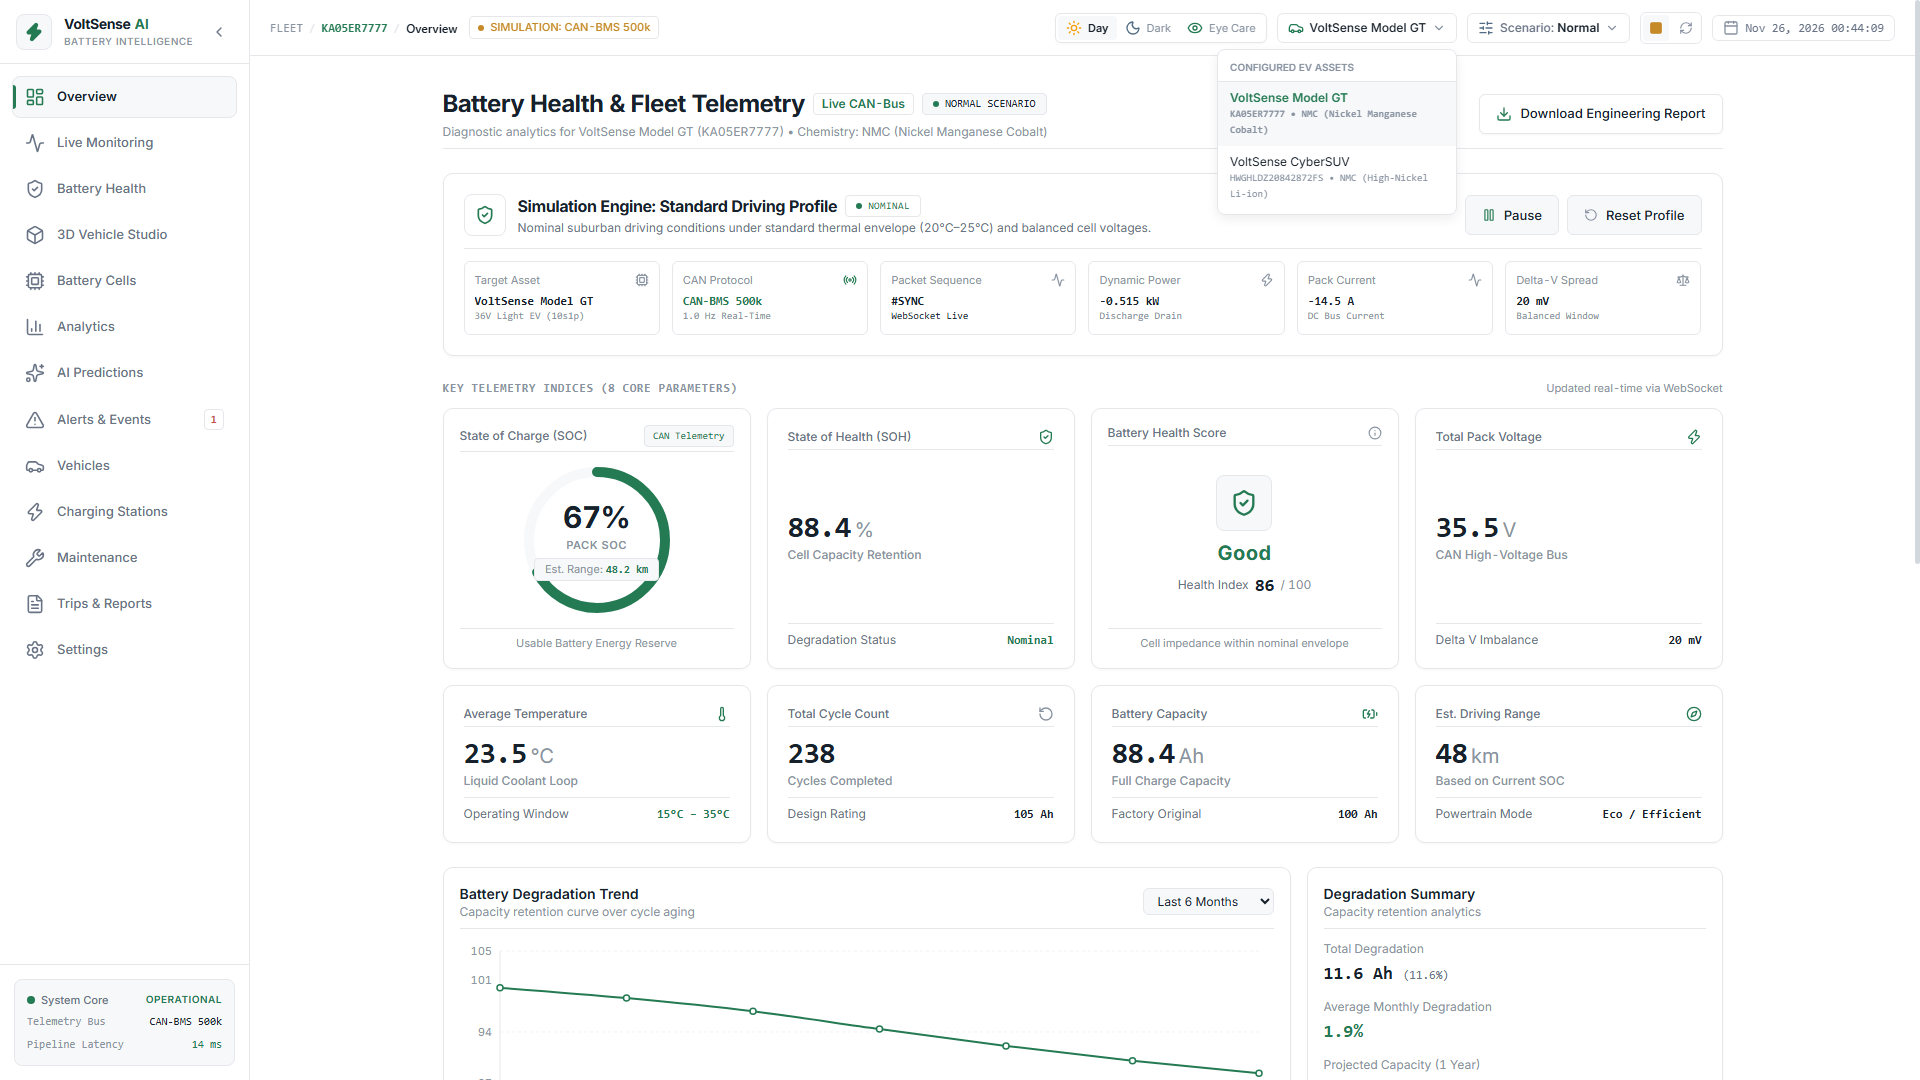 VoltSense AI
BATTERY INTELLIGENCE
Overview
Live Monitoring
Battery Health
3D Vehicle Studio
Battery Cells
Analytics
AI Predictions
Alerts & Events 1
Vehicles
Charging Stations
Maintenance
Trips & Reports
Settings
System Core OPERATIONAL
Telemetry Bus CAN-BMS 500k
Pipeline Latency 14 ms
FLEET / KA05ER7777 / Overview SIMULATION: CAN-BMS 500k
Day Dark Eye Care VoltSense Model GT Scenario: Normal Nov 26, 2026 00:44:09
CONFIGURED EV ASSETS
VoltSense Model GT
KA05ER7777 • NMC (Nickel Manganese
Cobalt)
VoltSense CyberSUV
HWGHLDZ20842872FS • NMC (High-Nickel
Li-ion)
Battery Health & Fleet Telemetry Live CAN-Bus NORMAL SCENARIO
Diagnostic analytics for VoltSense Model GT (KA05ER7777) • Chemistry: NMC (Nickel Manganese Cobalt)
Download Engineering Report
Simulation Engine: Standard Driving Profile NOMINAL
Nominal suburban driving conditions under standard thermal envelope (20°C–25°C) and balanced cell voltages.
Pause Reset Profile
Target Asset
VoltSense Model GT
36V Light EV (10s1p)
CAN Protocol
CAN-BMS 500k
1.0 Hz Real-Time
Packet Sequence
#SYNC
WebSocket Live
Dynamic Power
-0.515 kW
Discharge Drain
Pack Current
-14.5 A
DC Bus Current
Delta-V Spread
20 mV
Balanced Window
KEY TELEMETRY INDICES (8 CORE PARAMETERS)
Updated real-time via WebSocket
State of Charge (SOC) CAN Telemetry
67%
PACK SOC
Est. Range: 48.2 km
Usable Battery Energy Reserve
State of Health (SOH)
88.4 %
Cell Capacity Retention
Degradation Status Nominal
Battery Health Score
Good
Health Index 86 / 100
Cell impedance within nominal envelope
Total Pack Voltage
35.5 V
CAN High-Voltage Bus
Delta V Imbalance 20 mV
Average Temperature
23.5 °C
Liquid Coolant Loop
Operating Window 15°C – 35°C
Total Cycle Count
238
Cycles Completed
Design Rating 105 Ah
Battery Capacity
88.4 Ah
Full Charge Capacity
Factory Original 100 Ah
Est. Driving Range
48 km
Based on Current SOC
Powertrain Mode Eco / Efficient
Battery Degradation Trend
Capacity retention curve over cycle aging
Last 6 Months
105
101
94
Degradation Summary
Capacity retention analytics
Total Degradation
11.6 Ah (11.6%)
Average Monthly Degradation
1.9%
Projected Capacity (1 Year)